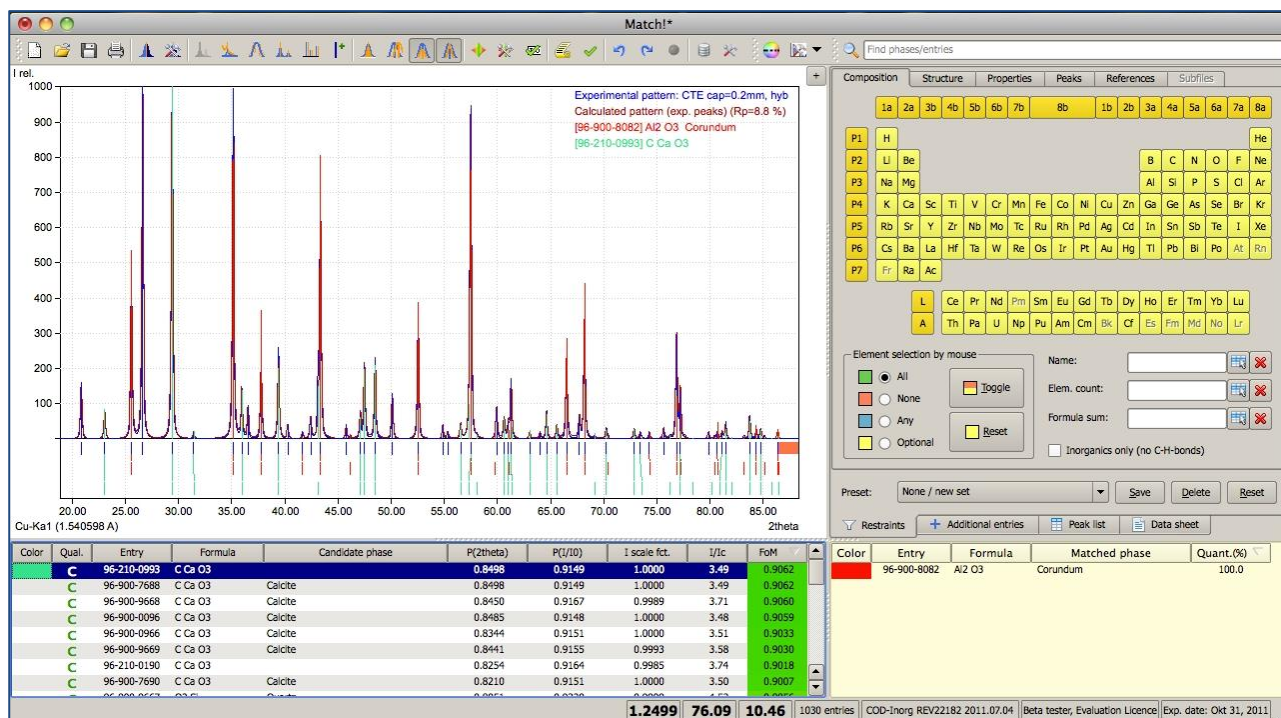 Match!*
Find phases/entries
I rel.
Experimental pattern: CTE cap=0.2mm, hyb
Calculated pattern (exp. peaks) (Rp=8.8 %)
[96-900-8082] Al2 O3 Corundum
[96-210-0993] C Ca O3
1000
900
800
700
600
500
400
300
200
100
20.00 25.00 30.00 35.00 40.00 45.00 50.00 55.00 60.00 65.00 70.00 75.00 80.00 85.00
Cu-Ka1 (1.540598 A) 2theta
Composition Structure Properties Peaks References Subfiles
1a 2a 3b 4b 5b 6b 7b 8b 1b 2b 3a 4a 5a 6a 7a 8a
P1 H He
P2 Li Be B C N O F Ne
P3 Na Mg Al Si P S Cl Ar
P4 K Ca Sc Ti V Cr Mn Fe Co Ni Cu Zn Ga Ge As Se Br Kr
P5 Rb Sr Y Zr Nb Mo Tc Ru Rh Pd Ag Cd In Sn Sb Te I Xe
P6 Cs Ba La Hf Ta W Re Os Ir Pt Au Hg Tl Pb Bi Po At Rn
P7 Fr Ra Ac
L Ce Pr Nd Pm Sm Eu Gd Tb Dy Ho Er Tm Yb Lu
A Th Pa U Np Pu Am Cm Bk Cf Es Fm Md No Lr
Element selection by mouse
All
None
Any
Optional
Toggle
Reset
Name:
Elem. count:
Formula sum:
Inorganics only (no C-H-bonds)
Preset: None / new set Save Delete Reset
Restraints Additional entries Peak list Data sheet
Color Qual. Entry Formula Candidate phase P(2theta) P(I/I0) I scale fct. I/Ic FoM
C 96-210-0993 C Ca O3 0.8498 0.9149 1.0000 3.49 0.9062
C 96-900-7688 C Ca O3 Calcite 0.8498 0.9149 1.0000 3.49 0.9062
C 96-900-9668 C Ca O3 Calcite 0.8450 0.9167 0.9989 3.71 0.9060
C 96-900-0096 C Ca O3 Calcite 0.8485 0.9148 1.0000 3.48 0.9059
C 96-900-0966 C Ca O3 Calcite 0.8344 0.9151 1.0000 3.51 0.9033
C 96-900-9669 C Ca O3 Calcite 0.8441 0.9155 0.9993 3.58 0.9030
C 96-210-0190 C Ca O3 0.8254 0.9164 0.9985 3.74 0.9018
C 96-900-7690 C Ca O3 Calcite 0.8210 0.9151 1.0000 3.50 0.9007
Color Entry Formula Matched phase Quant.(%)
96-900-8082 Al2 O3 Corundum 100.0
1.2499 76.09 10.46 1030 entries COD-Inorg REV22182 2011.07.04 Beta tester, Evaluation Licence Exp. date: Okt 31, 2011